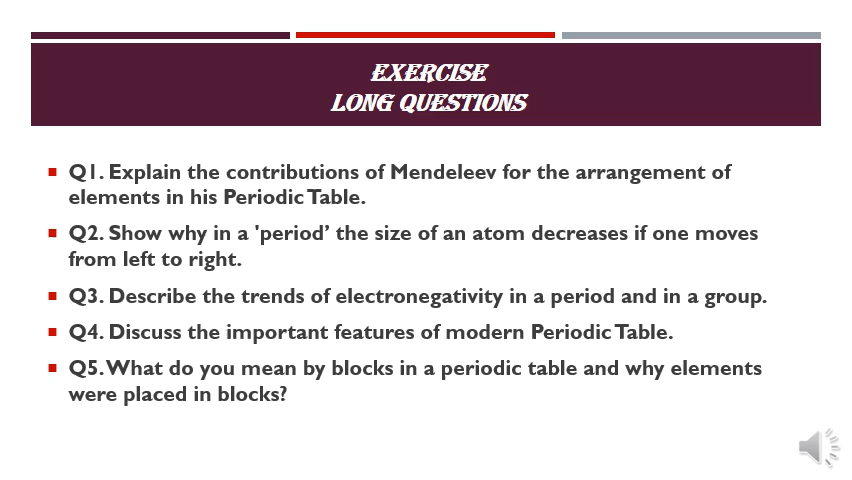 EXERCISE
LONG QUESTIONS
Q1. Explain the contributions of Mendeleev for the arrangement of
elements in his Periodic Table.
Q2. Show why in a 'period’ the size of an atom decreases if one moves
from left to right.
Q3. Describe the trends of electronegativity in a period and in a group.
Q4. Discuss the important features of modern Periodic Table.
Q5. What do you mean by blocks in a periodic table and why elements
were placed in blocks?